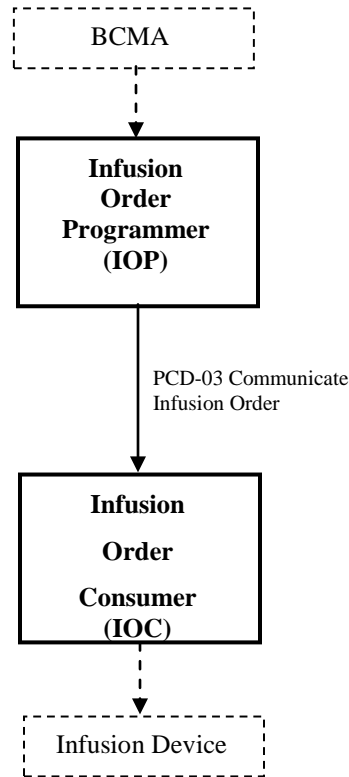 BCMA
Infusion
Order
Programmer
(IOP)
PCD-03 Communicate
Infusion Order
Infusion
Order
Consumer
(IOC)
Infusion Device